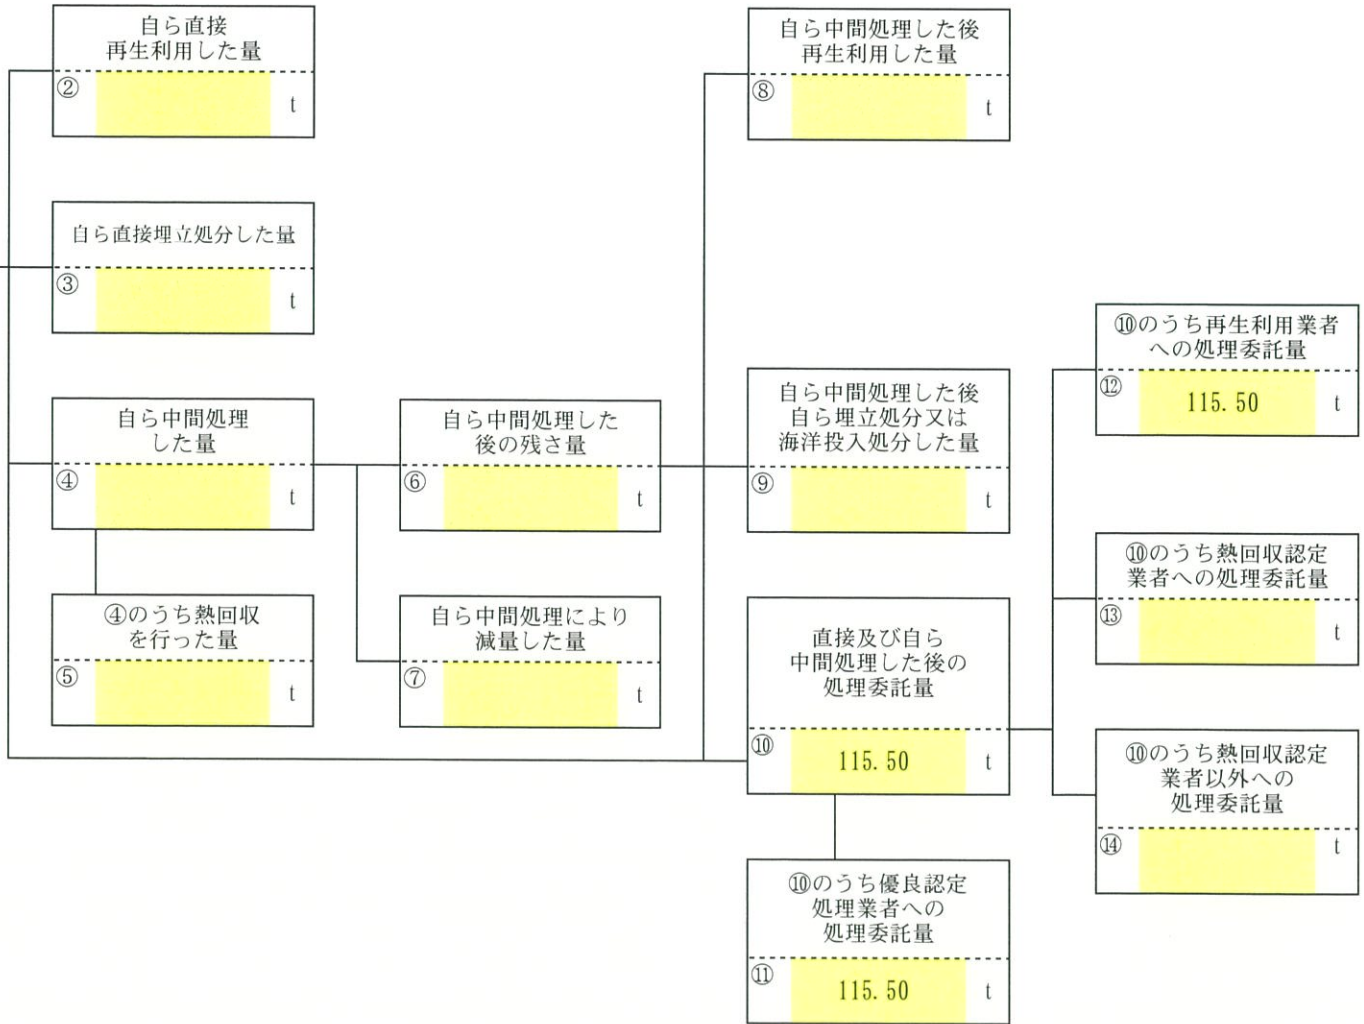 自ら直接
再生利用した量
② t
自ら直接埋立処分した量
③ t
自ら中間処理
した量
④ t
④のうち熱回収
を行った量
⑤ t
自ら中間処理した
後の残さ量
⑥ t
自ら中間処理により
減量した量
⑦ t
自ら中間処理した後
再生利用した量
⑧ t
自ら中間処理した後
自ら埋立処分又は
海洋投入処分した量
⑨ t
直接及び自ら
中間処理した後の
処理委託量
⑩ 115.50 t
⑩のうち優良認定
処理業者への
処理委託量
⑪ 115.50 t
⑩のうち再生利用業者
への処理委託量
⑫ 115.50 t
⑩のうち熱回収認定
業者への処理委託量
⑬ t
⑩のうち熱回収認定
業者以外への
処理委託量
⑭ t